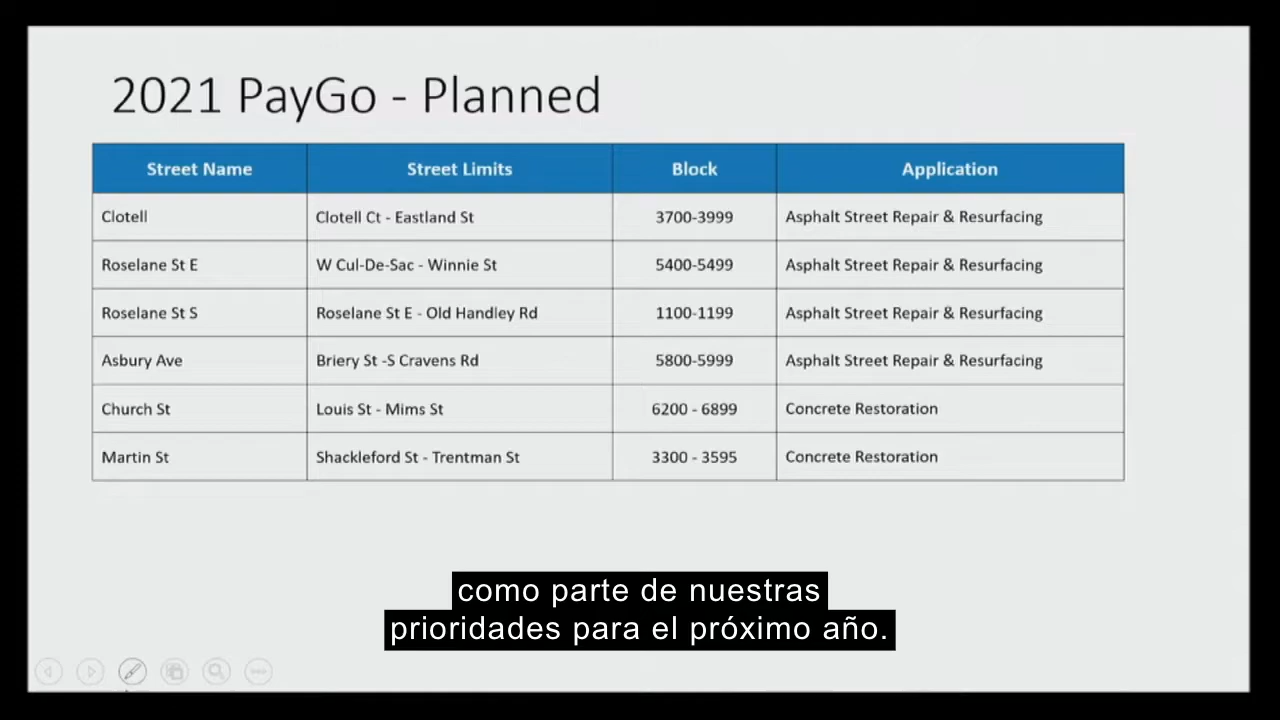 2021 PayGo - Planned
Street Name Street Limits Block Application
Clotell Clotell Ct - Eastland St 3700-3999 Asphalt Street Repair & Resurfacing
Roselane St E W Cul-De-Sac - Winnie St 5400-5499 Asphalt Street Repair & Resurfacing
Roselane St S Roselane St E - Old Handley Rd 1100-1199 Asphalt Street Repair & Resurfacing
Asbury Ave Briery St -S Cravens Rd 5800-5999 Asphalt Street Repair & Resurfacing
Church St Louis St - Mims St 6200 - 6899 Concrete Restoration
Martin St Shackleford St - Trentman St 3300 - 3595 Concrete Restoration
como parte de nuestras
prioridades para el próximo año.